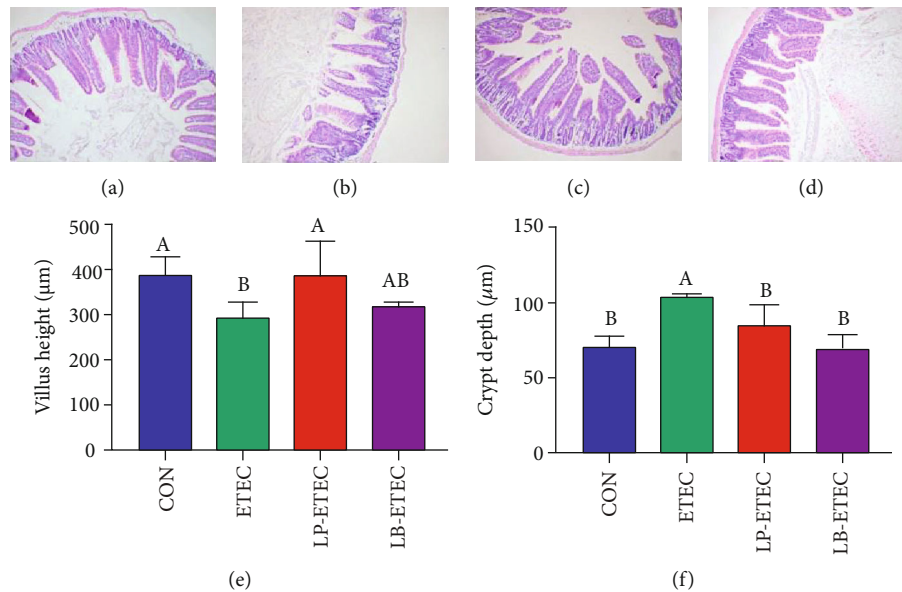 (a)
(b)
(c)
(d)
Villus height (μm)
500
400
300
200
100
0
A
B
A
AB
CON
ETEC
LP-ETEC
LB-ETEC
(e)
Crypt depth (μm)
150
100
50
0
B
A
B
B
CON
ETEC
LP-ETEC
LB-ETEC
(f)